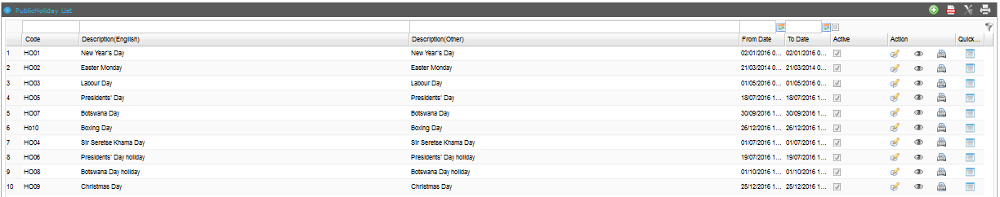 PublicHoliday List
Code Description(English) Description(Other) From Date To Date Active Action Quick...
1 HO01 New Year's Day New Year's Day 02/01/2016 0... 02/01/2016 0...
2 HO02 Easter Monday Easter Monday 21/03/2014 0... 21/03/2014 0...
3 HO03 Labour Day Labour Day 01/05/2016 0... 01/05/2016 0...
4 HO05 Presidents' Day Presidents' Day 18/07/2016 1... 18/07/2016 1...
5 HO07 Botswana Day Botswana Day 30/09/2016 1... 30/09/2016 1...
6 Ho10 Boxing Day Boxing Day 26/12/2016 1... 26/12/2016 1...
7 HO04 Sir Seretse Khama Day Sir Seretse Khama Day 01/07/2016 1... 01/07/2016 1...
8 HO06 Presidents' Day holiday Presidents' Day holiday 19/07/2016 1... 19/07/2016 1...
9 HO08 Botswana Day holiday Botswana Day holiday 01/10/2016 1... 01/10/2016 1...
10 HO09 Christmas Day Christmas Day 25/12/2016 1... 25/12/2016 1...